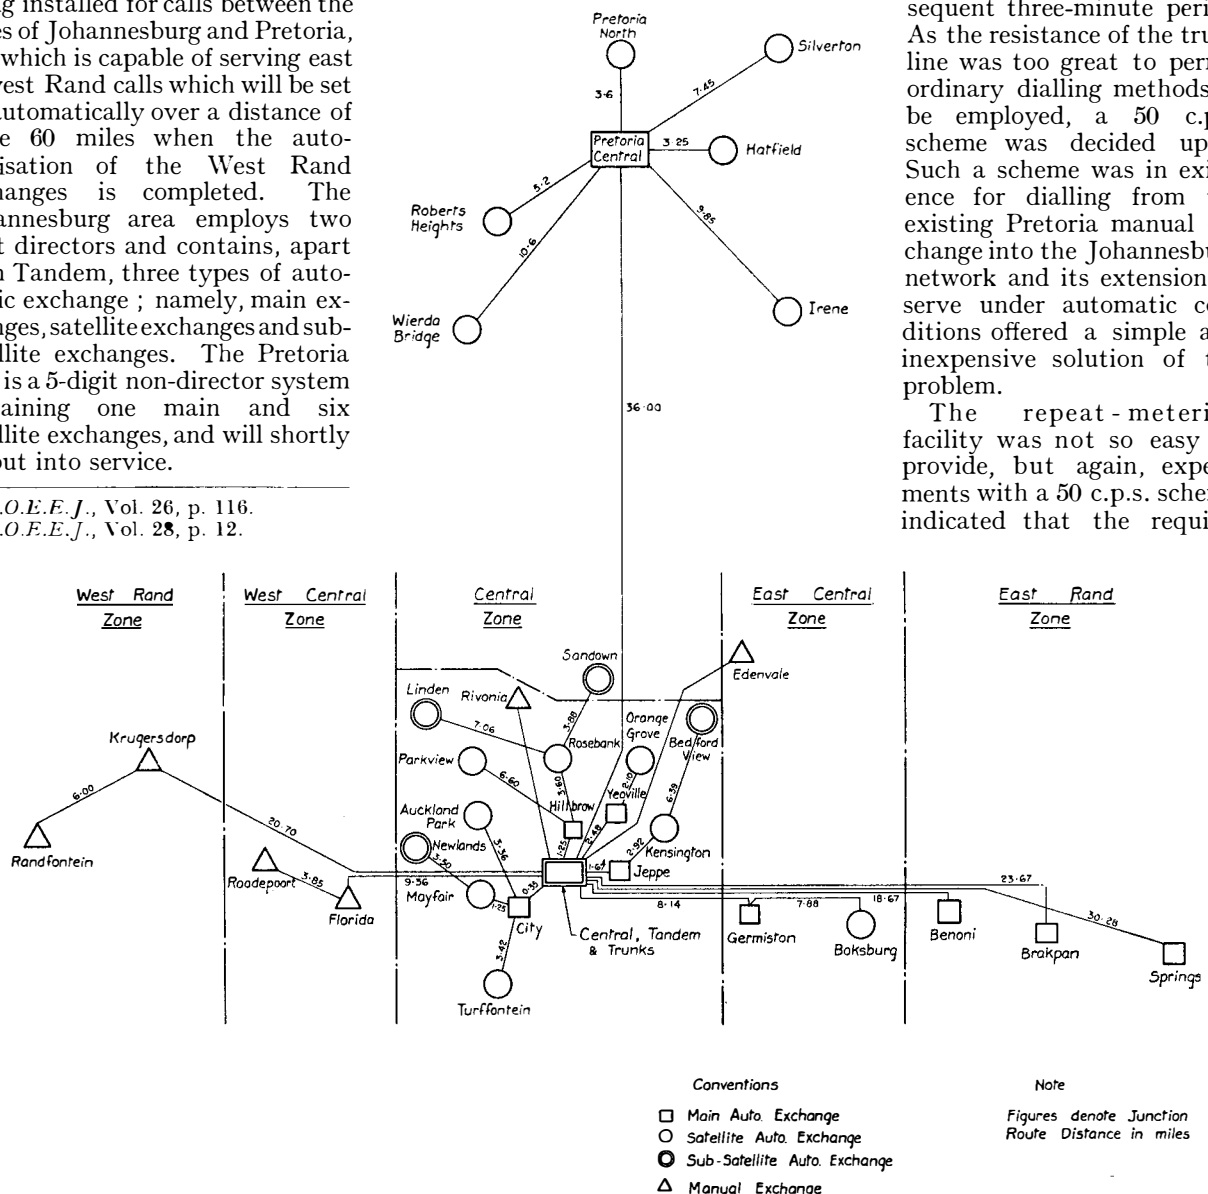 g installed for calls between the
es of Johannesburg and Pretoria,
which is capable of serving east
est Rand calls which will be set
utomatically over a distance of
e 60 miles when the auto-
isation of the West Rand
hanges is completed. The
annesburg area employs two
t directors and contains, apart
n Tandem, three types of auto-
ic exchange ; namely, main ex-
nges, satellite exchanges and sub-
llite exchanges. The Pretoria
is a 5-digit non-director system
aining one main and six
llite exchanges, and will shortly
out into service.
.O.E.E.J., Vol. 26, p. 116.
.O.E.E.J., Vol. 28, p. 12.
sequent three-minute peri
As the resistance of the tru
line was too great to perm
ordinary dialling methods
be employed, a 50 c.p
scheme was decided up
Such a scheme was in exi
ence for dialling from
existing Pretoria manual
change into the Johannesbu
network and its extension
serve under automatic co
ditions offered a simple a
inexpensive solution of t
problem.
The repeat-meteri
facility was not so easy
provide, but again, expe
ments with a 50 c.p.s. schem
indicated that the requi
Pretoria
North
Silverton
3·6
7·45
Pretoria
Central
3 25
Hatfield
5·2
Roberts
Heights
10·6
9·85
Wierda
Bridge
Irene
36·00
West Rand
Zone
West Central
Zone
Central
Zone
East Central
Zone
East Rand
Zone
Sandown
Edenvale
Linden
Rivonia
7·06
3·88
Orange
Grove
Rosebank
Bedford
View
Krugersdorp
Parkview
6·60
3·60
2·10
Yeoville
Hillbrow
6·39
6·00
20·70
Auckland
Park
3·36
1·25
2·48
Newlands
Kensington
2·92
Randfontein
Roodepoort
3·50
1·64
Jeppe
3·85
9·36
0·35
Mayfair
1·25
Florida
City
8·14
7·88
18·67
23·67
30·28
Central, Tandem
& Trunks
Germiston
Boksburg
Benoni
Brakpan
Springs
3·42
Turffontein
Conventions
Main Auto. Exchange
Satellite Auto. Exchange
Sub-Satellite Auto. Exchange
Manual Exchange
Note
Figures denote Junction
Route Distance in miles